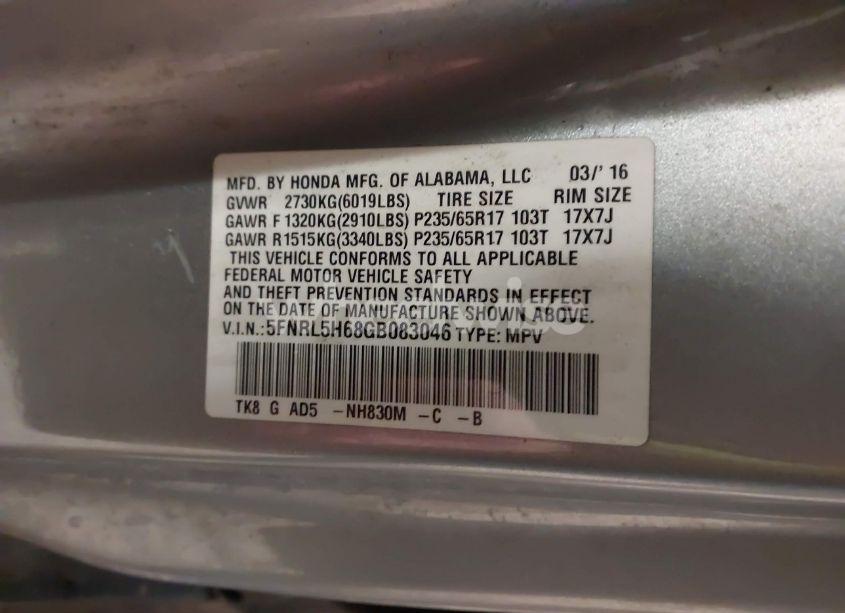 MFD. BY HONDA MFG. OF ALABAMA, LLC 03/' 16
GVWR 2730KG(6019LBS) TIRE SIZE RIM SIZE
GAWR F 1320KG(2910LBS) P235/65R17 103T 17X7J
GAWR R1515KG(3340LBS) P235/65R17 103T 17X7J
THIS VEHICLE CONFORMS TO ALL APPLICABLE
FEDERAL MOTOR VEHICLE SAFETY
AND THEFT PREVENTION STANDARDS IN EFFECT
ON THE DATE OF MANUFACTURE SHOWN ABOVE.
V.I.N.:5FNRL5H68GB083046 TYPE: MPV
TK8 G AD5 -NH830M -C -B